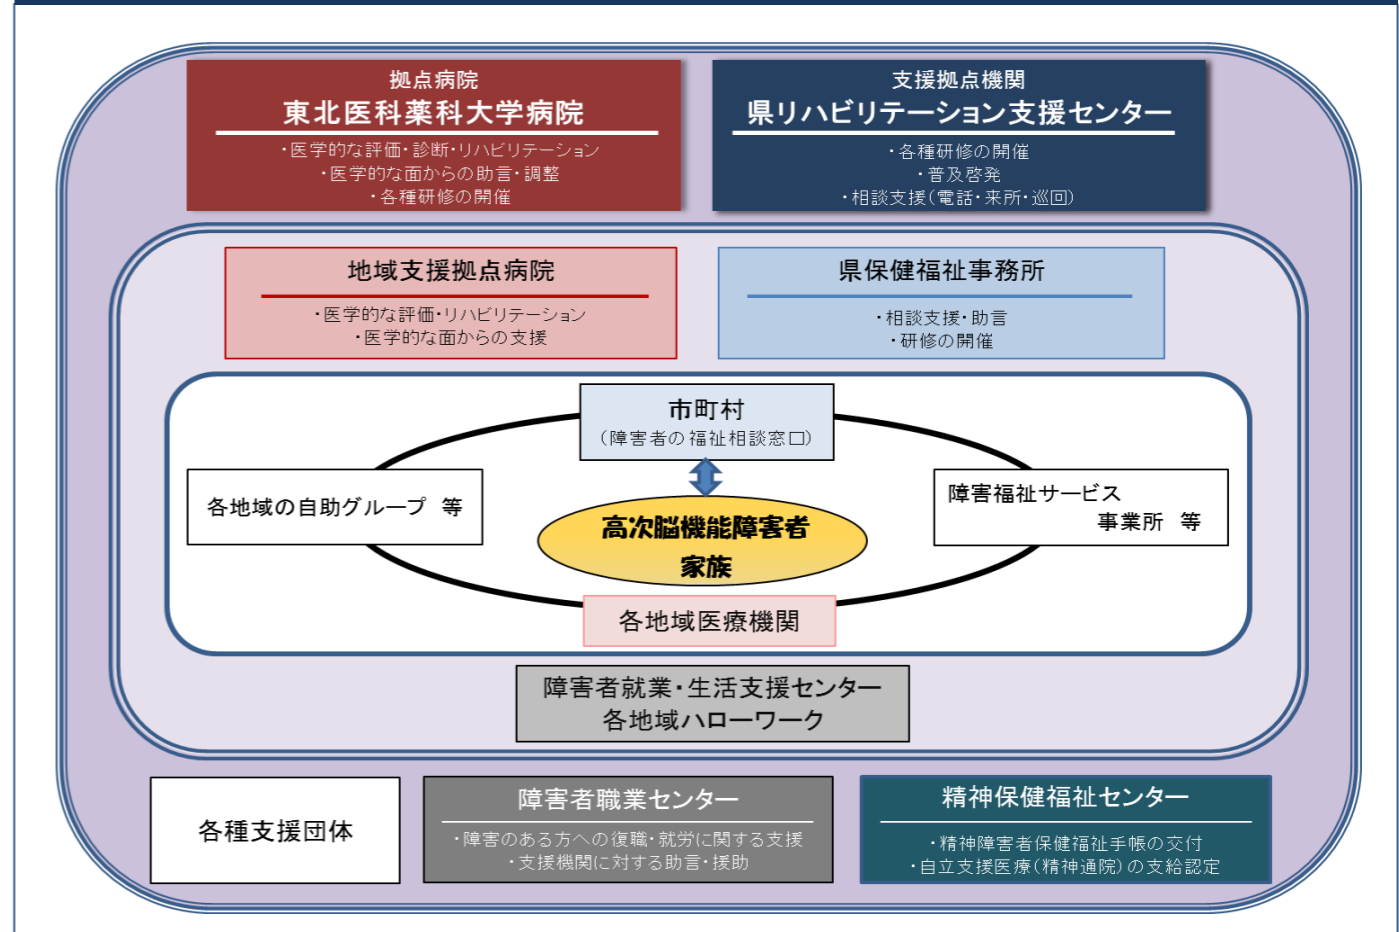 拠点病院
東北医科薬科大学病院
・医学的な評価・診断・リハビリテーション
・医学的な面からの助言・調整
・各種研修の開催
支援拠点機関
県リハビリテーション支援センター
・各種研修の開催
・普及啓発
・相談支援(電話・来所・巡回)
地域支援拠点病院
・医学的な評価・リハビリテーション
・医学的な面からの支援
県保健福祉事務所
・相談支援・助言
・研修の開催
市町村
(障害者の福祉相談窓口)
各地域の自助グループ 等
高次脳機能障害者
家族
障害福祉サービス
事業所 等
各地域医療機関
障害者就業・生活支援センター
各地域ハローワーク
各種支援団体
障害者職業センター
・障害のある方への復職・就労に関する支援
・支援機関に対する助言・援助
精神保健福祉センター
・精神障害者保健福祉手帳の交付
・自立支援医療(精神通院)の支給認定